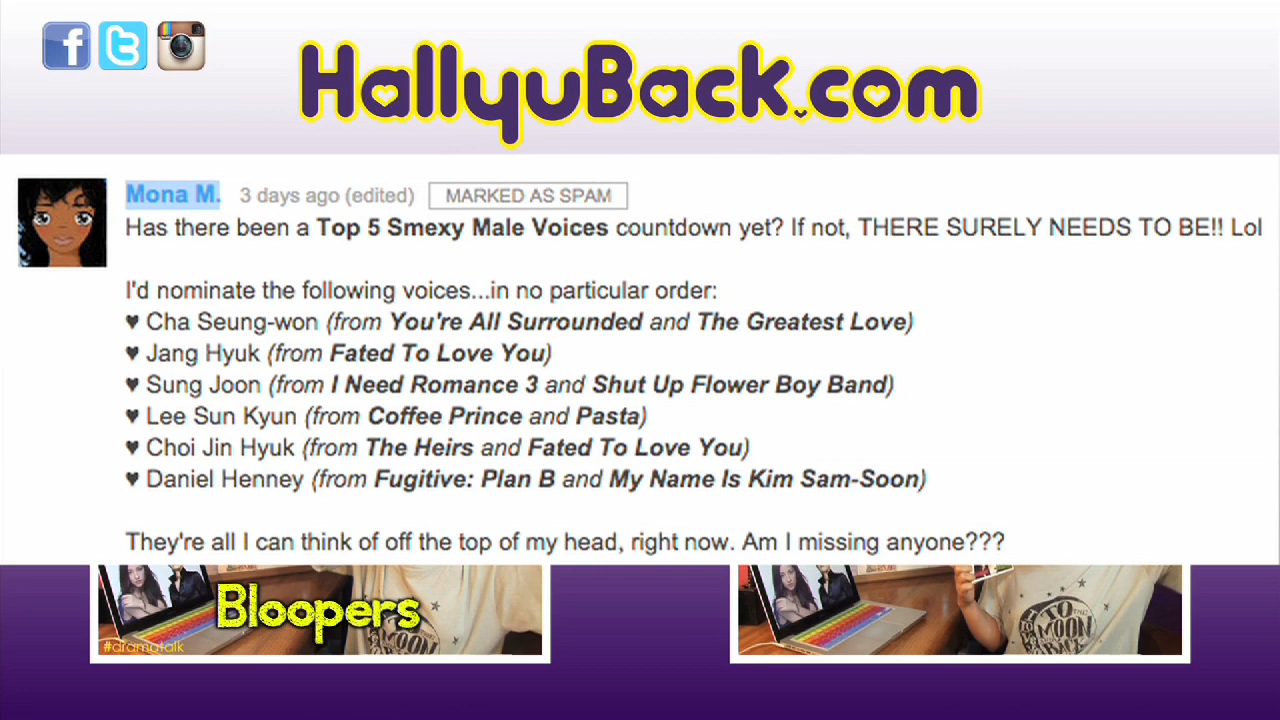 HallyuBack.com
Mona M. 3 days ago (edited) MARKED AS SPAM
Has there been a Top 5 Smexy Male Voices countdown yet? If not, THERE SURELY NEEDS TO BE!! Lol
I'd nominate the following voices...in no particular order:
♥ Cha Seung-won (from You're All Surrounded and The Greatest Love)
♥ Jang Hyuk (from Fated To Love You)
♥ Sung Joon (from I Need Romance 3 and Shut Up Flower Boy Band)
♥ Lee Sun Kyun (from Coffee Prince and Pasta)
♥ Choi Jin Hyuk (from The Heirs and Fated To Love You)
♥ Daniel Henney (from Fugitive: Plan B and My Name Is Kim Sam-Soon)
They're all I can think of off the top of my head, right now. Am I missing anyone???
Bloopers
#dramatalk
TO
MOON
TO THE
MOON
BACK